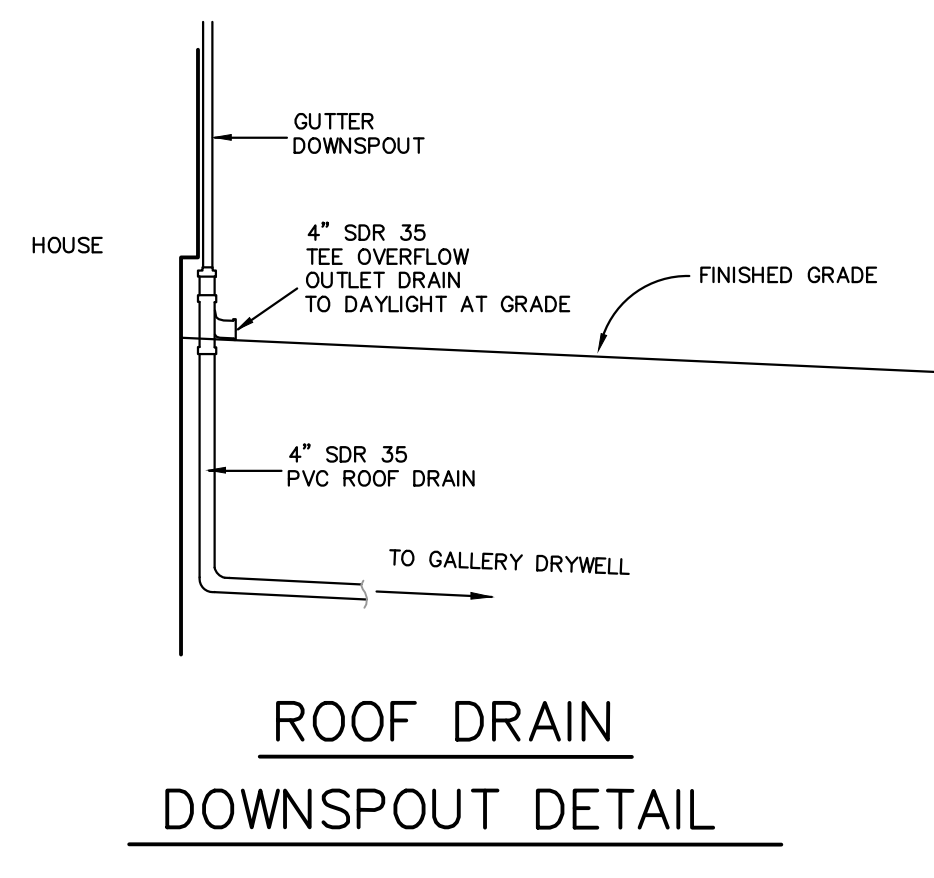 GUTTER
DOWNSPOUT
HOUSE
4” SDR 35
TEE OVERFLOW
OUTLET DRAIN
TO DAYLIGHT AT GRADE
FINISHED GRADE
4” SDR 35
PVC ROOF DRAIN
TO GALLERY DRYWELL
ROOF DRAIN
DOWNSPOUT DETAIL